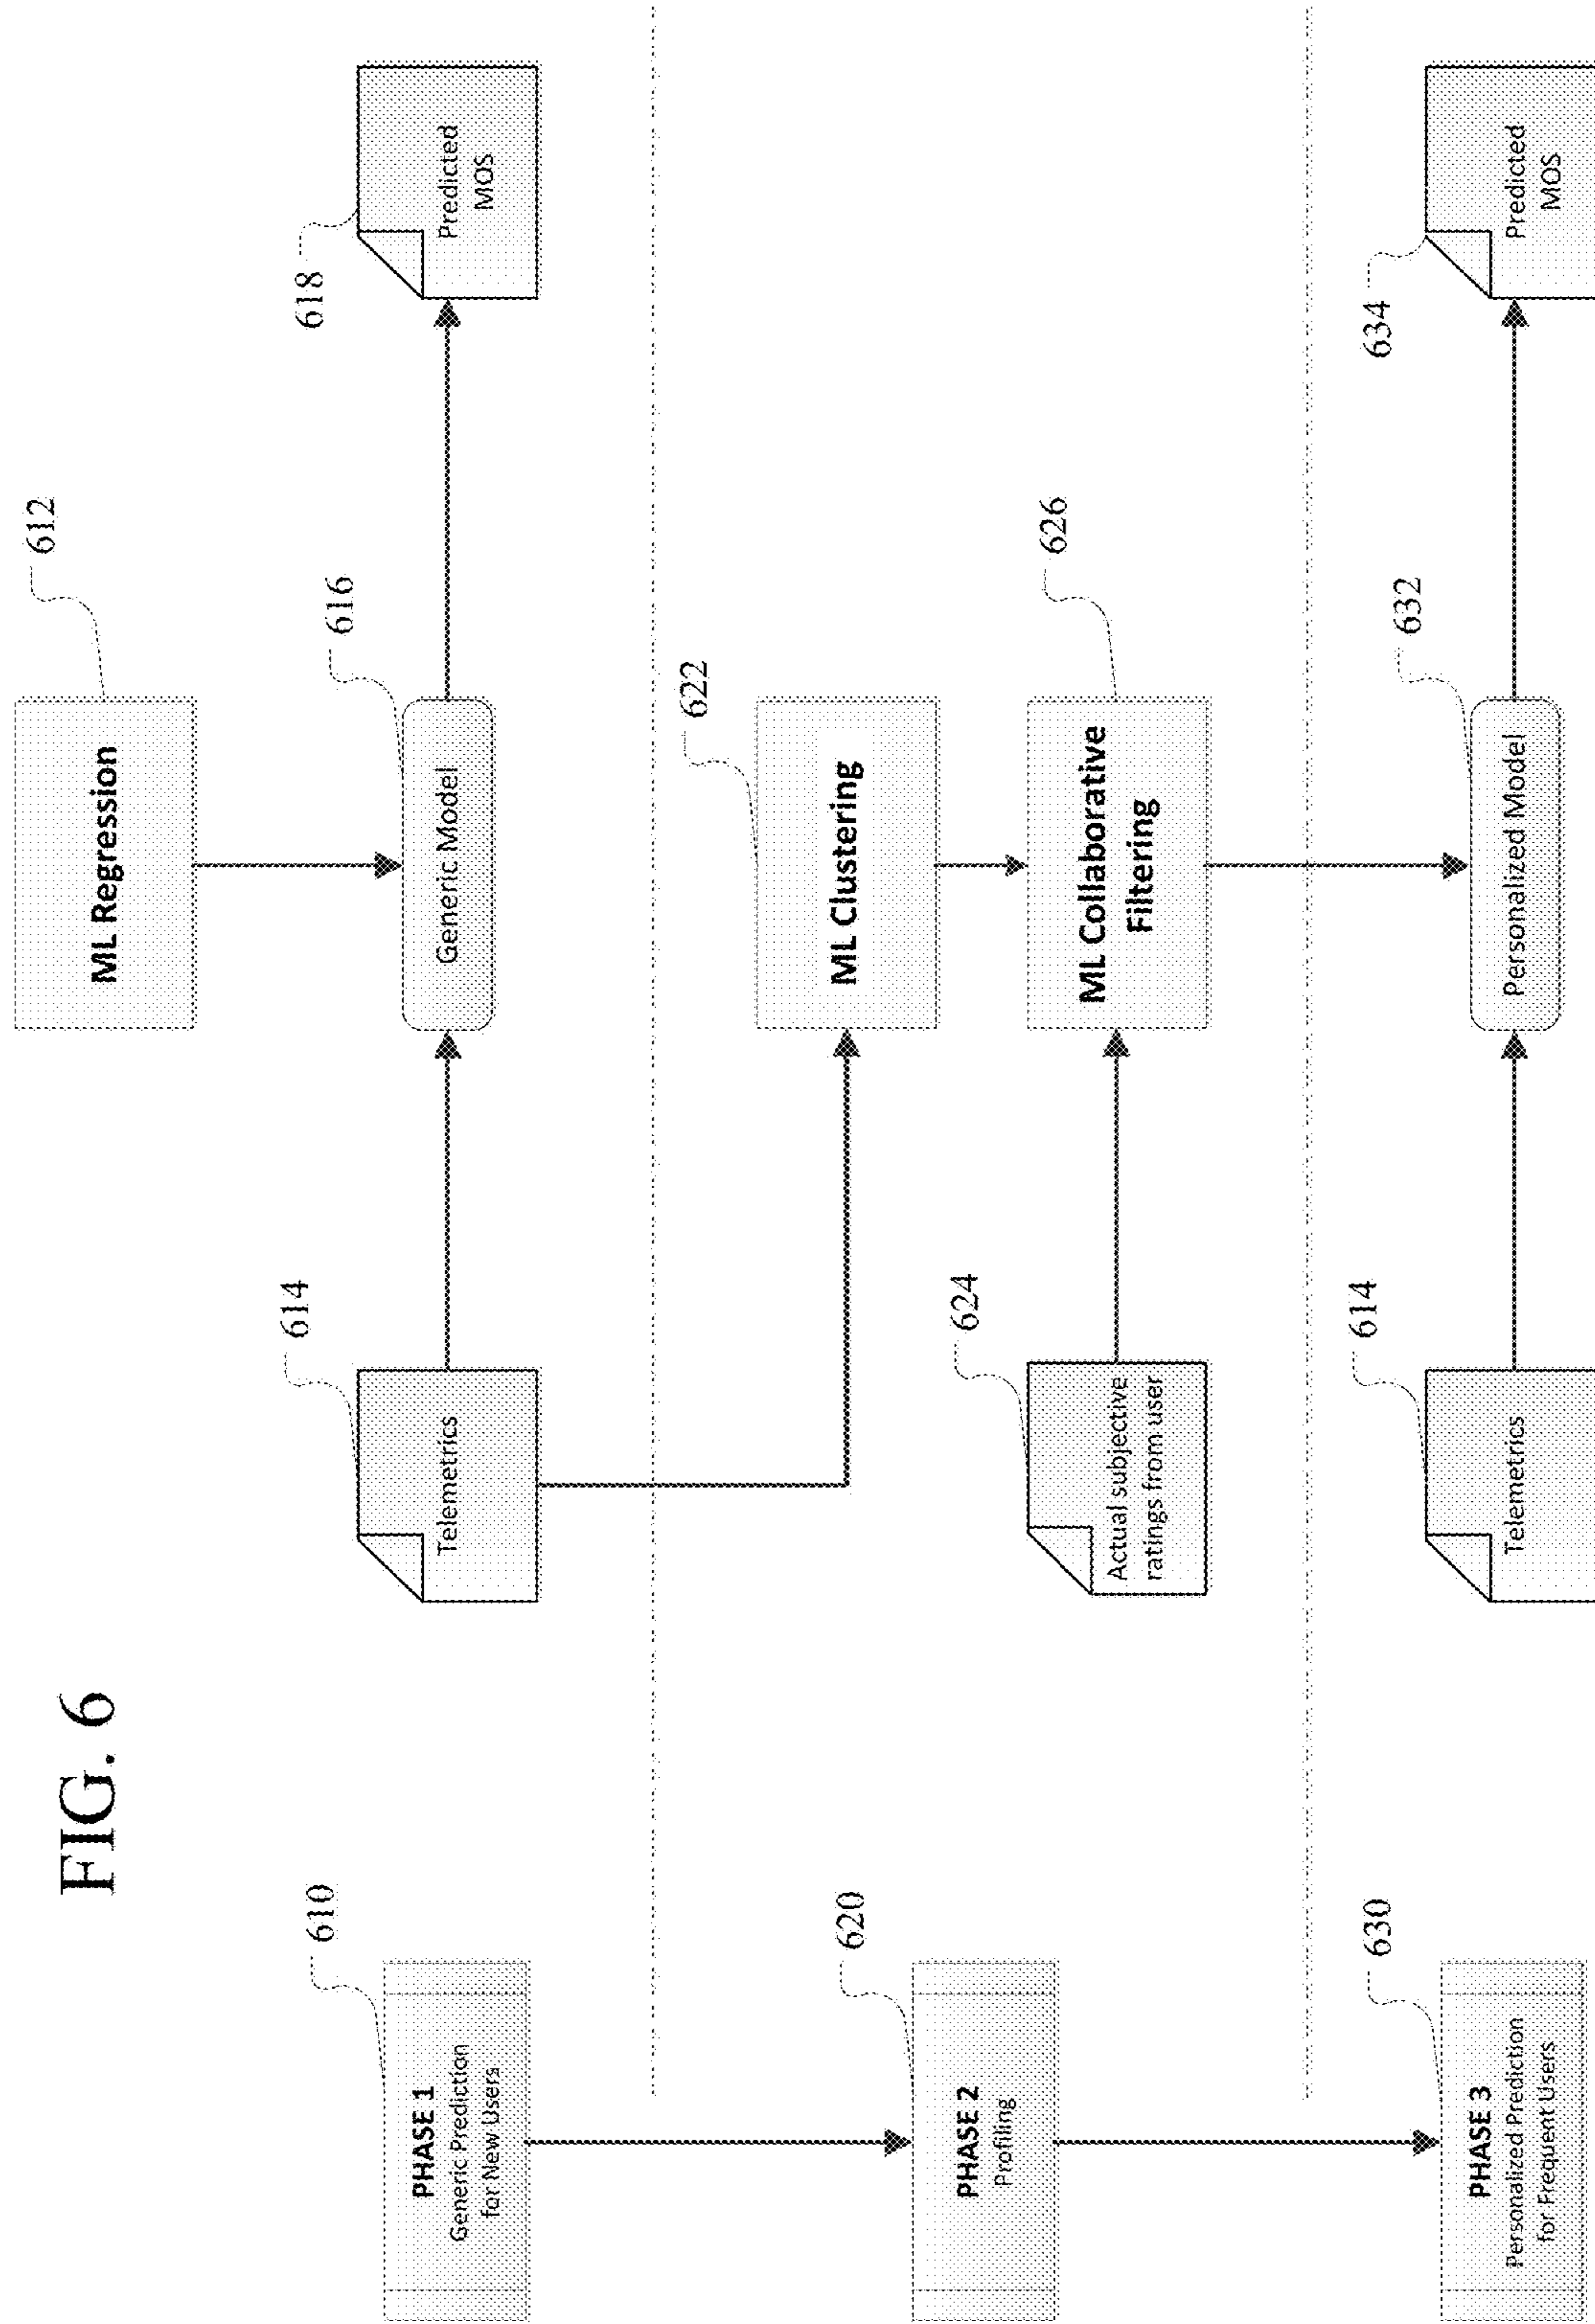 FIG. 6
612
ML Regression
610
614
616
618
PHASE 1
Generic Prediction
for New Users
Telemetrics
Generic Model
Predicted
MOS
622
ML Clustering
620
624
626
PHASE 2
Profiling
Actual subjective
ratings from user
ML Collaborative
Filtering
630
614
632
634
PHASE 3
Personalized Prediction
for Frequent Users
Telemetrics
Personalized Model
Predicted
MOS